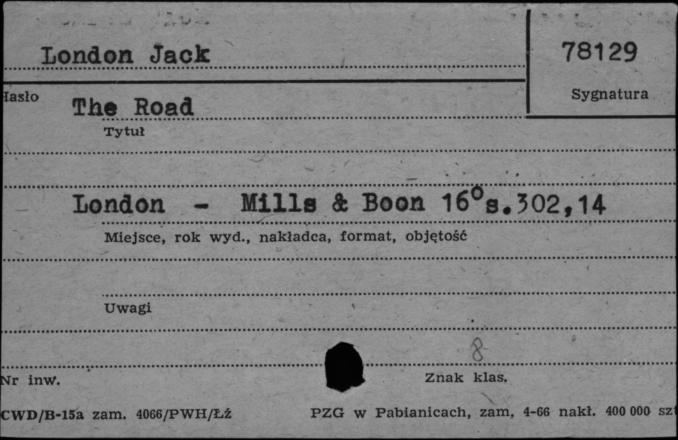 London Jack
78129
Hasło
Sygnatura
The Road
Tytuł
London - Mills & Boon 16°s.302,14
Miejsce, rok wyd., nakładca, format, objętość
Uwagi
8
Nr inw.
Znak klas.
CWD/B-15a zam. 4066/PWH/Łż
PZG w Pabianicach, zam, 4-66 nakł. 400 000 szt